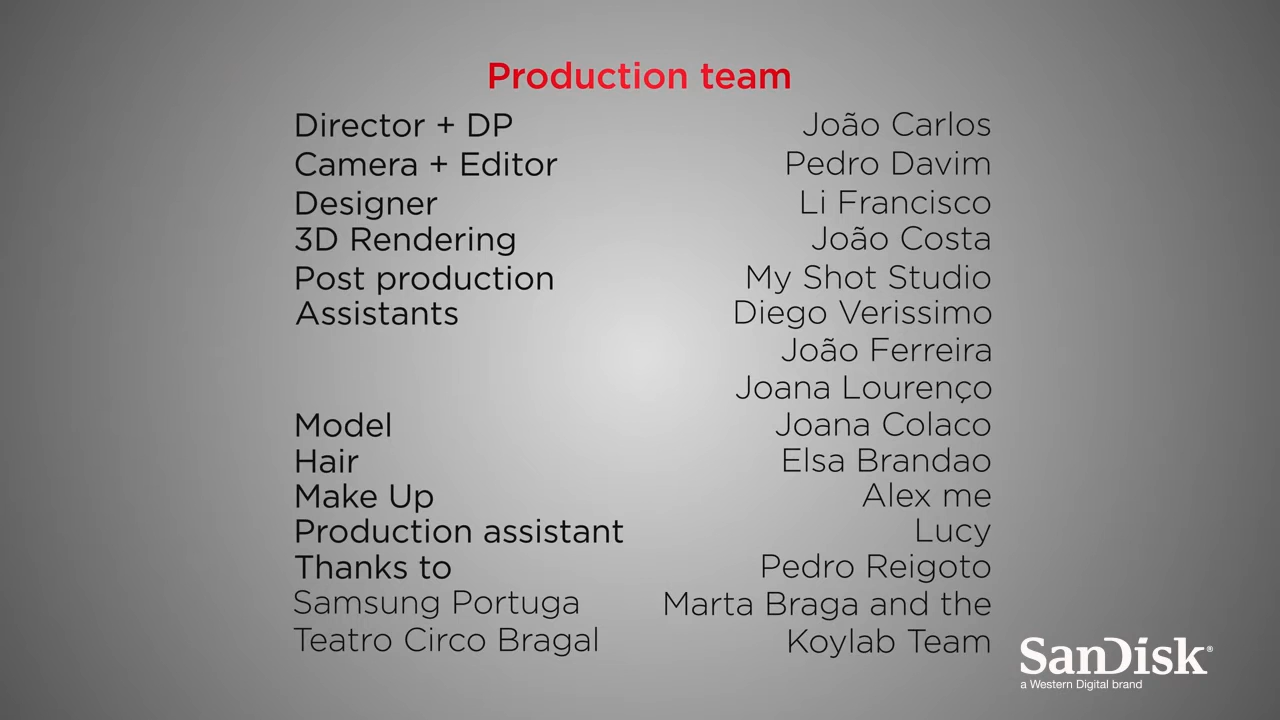 Production team
Director + DP João Carlos
Camera + Editor Pedro Davim
Designer Li Francisco
3D Rendering João Costa
Post production My Shot Studio
Assistants Diego Verissimo
João Ferreira
Joana Lourenço
Model Joana Colaco
Hair Elsa Brandao
Make Up Alex me
Production assistant Lucy
Thanks to Pedro Reigoto
Samsung Portuga Marta Braga and the
Teatro Circo Bragal Koylab Team
SanDisk®
a Western Digital brand